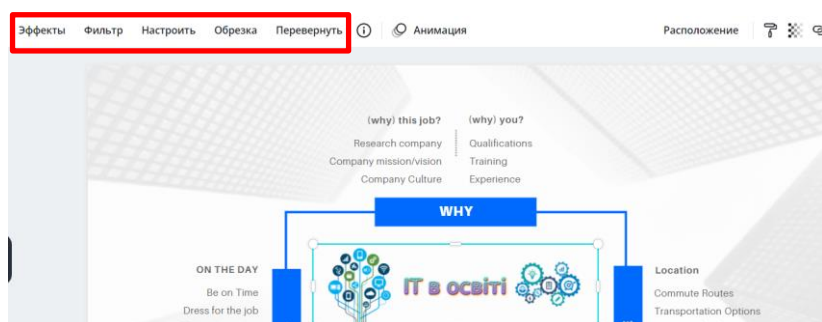 Эффекты Фильтр Настроить Обрезка Перевернуть Анимация Расположение
(why) this job? (why) you?
Research company Qualifications
Company mission/vision Training
Company Culture Experience
WHY
ON THE DAY Location
IT в освіті
Be on Time Commute Routes
Dress for the job Transportation Options